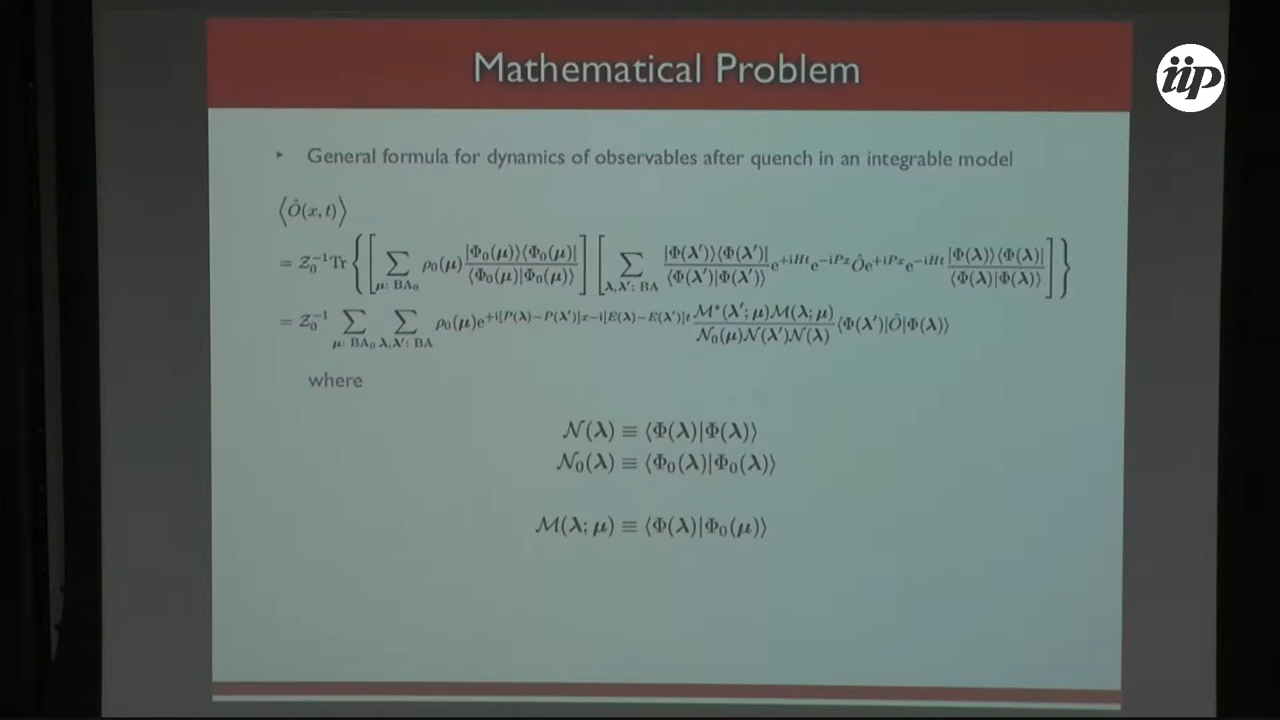 Mathematical Problem
iip
‣ General formula for dynamics of observables after quench in an integrable model
⟨Ô(x, t)⟩
= 𝒵₀⁻¹Tr{[∑_{μ: BA₀} ρ₀(μ) |Φ₀(μ)⟩⟨Φ₀(μ)| / ⟨Φ₀(μ)|Φ₀(μ)⟩] [∑_{λ,λ′: BA} |Φ(λ′)⟩⟨Φ(λ′)| / ⟨Φ(λ′)|Φ(λ′)⟩ e^{+iHt}e^{−iPx}Ôe^{+iPx}e^{−iHt} |Φ(λ)⟩⟨Φ(λ)| / ⟨Φ(λ)|Φ(λ)⟩]}
= 𝒵₀⁻¹ ∑_{μ: BA₀} ∑_{λ,λ′: BA} ρ₀(μ)e^{+i[P(λ)−P(λ′)]x−i[E(λ)−E(λ′)]t} ℳ*(λ′; μ)ℳ(λ; μ) / 𝒩₀(μ)𝒩(λ′)𝒩(λ) ⟨Φ(λ′)|Ô|Φ(λ)⟩
where
𝒩(λ) ≡ ⟨Φ(λ)|Φ(λ)⟩
𝒩₀(λ) ≡ ⟨Φ₀(λ)|Φ₀(λ)⟩
ℳ(λ; μ) ≡ ⟨Φ(λ)|Φ₀(μ)⟩